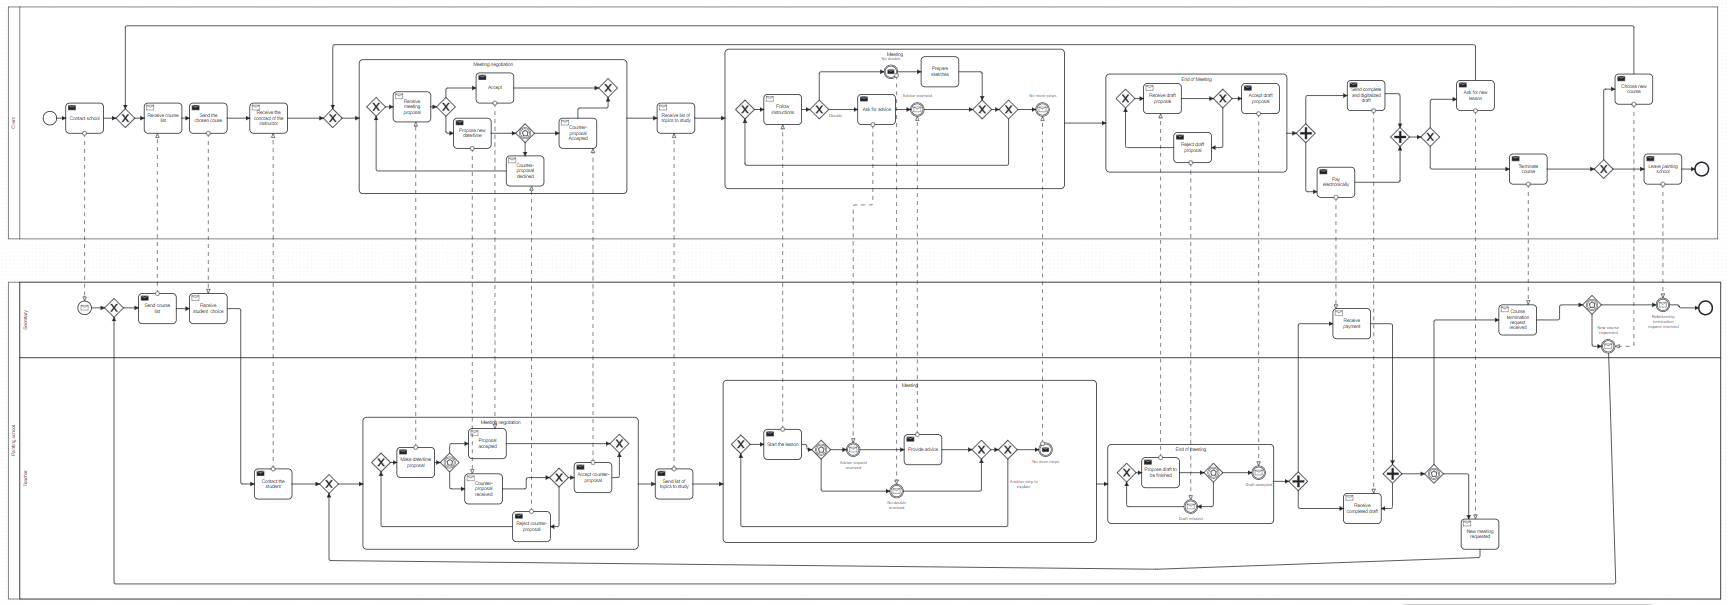 Client
Contact school
Receive course
list
Send the
chosen course
Receive the
contract of the
instructor
Meeting negotiation
Receive
meeting
proposal
Accept
Propose new
date/time
Counter-
proposal
Accepted
Counter-
proposal
declined
Receive list of
topics to study
Meeting
No doubts
Prepare
sketches
Follow
instructions
Doubts
Ask for advice
Advice received
No more steps
End of Meeting
Receive draft
proposal
Accept draft
proposal
Reject draft
proposal
Send complete
and digitalized
draft
Pay
electronically
Ask for new
lesson
Terminate
course
Choose new
course
Leave painting
school
Painting school
Secretary
Send course
list
Receive
student choice
Receive
payment
Course
termination
request
received
New course
requested
Relationship
termination
request received
Teacher
Contact the
student
Meeting negotiation
Make date/time
proposal
Proposal
accepted
Counter-
proposal
received
Accept counter-
proposal
Reject counter-
proposal
Send list of
topics to study
Meeting
Start the lesson
Advice request
received
Provide advice
No doubts
received
Another step to
explain
No more steps
End of meeting
Propose draft to
be finished
Draft accepted
Draft refused
Receive
completed draft
New meeting
requested